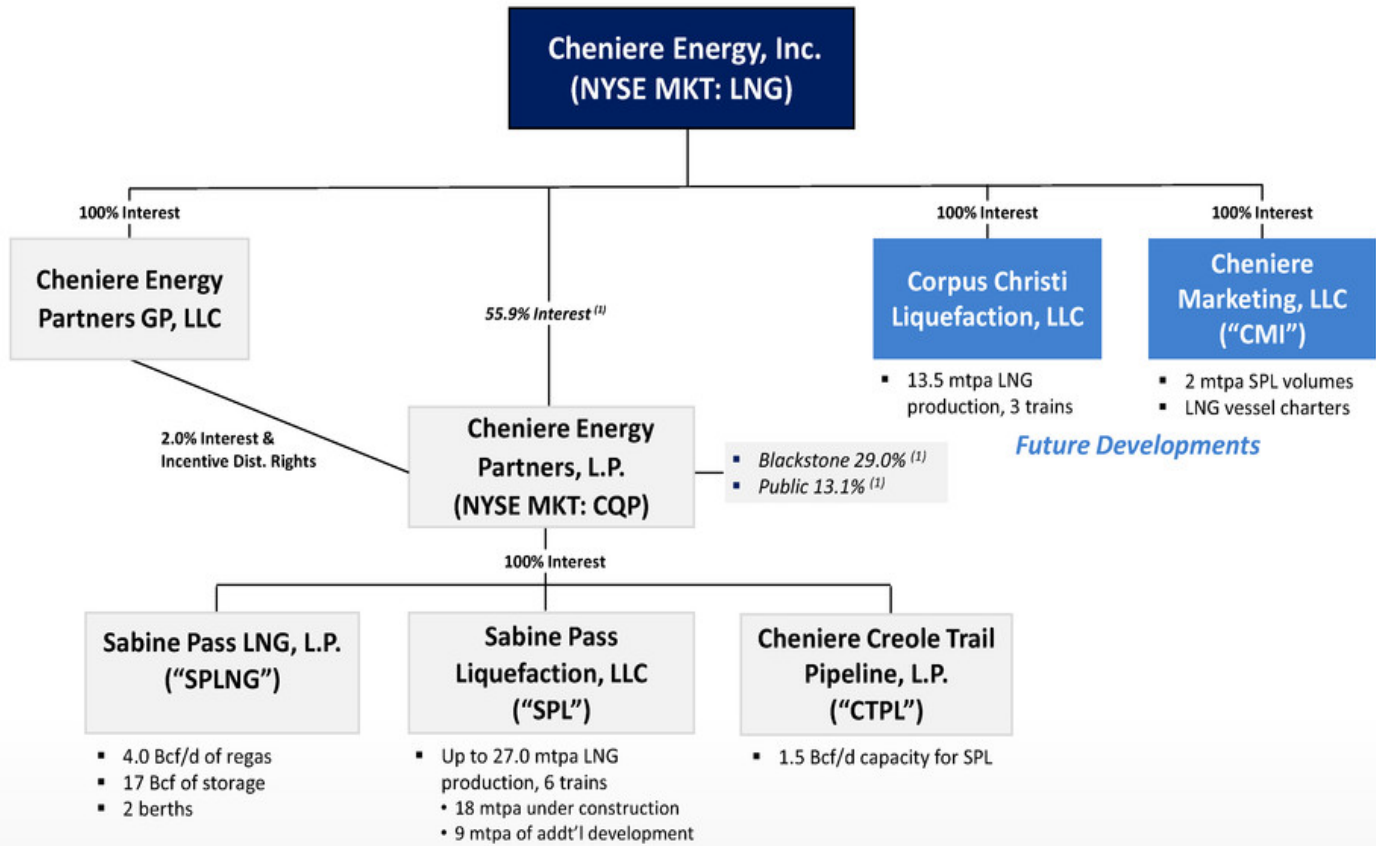 Cheniere Energy, Inc.
(NYSE MKT: LNG)
100% Interest
100% Interest
100% Interest
Cheniere Energy
Partners GP, LLC
55.9% Interest (1)
Corpus Christi
Liquefaction, LLC
Cheniere
Marketing, LLC
(“CMI”)
▪ 13.5 mtpa LNG
production, 3 trains
▪ 2 mtpa SPL volumes
▪ LNG vessel charters
Future Developments
2.0% Interest &
Incentive Dist. Rights
Cheniere Energy
Partners, L.P.
(NYSE MKT: CQP)
▪ Blackstone 29.0% (1)
▪ Public 13.1% (1)
100% Interest
Sabine Pass LNG, L.P.
(“SPLNG”)
Sabine Pass
Liquefaction, LLC
(“SPL”)
Cheniere Creole Trail
Pipeline, L.P.
(“CTPL”)
▪ 4.0 Bcf/d of regas
▪ 17 Bcf of storage
▪ 2 berths
▪ Up to 27.0 mtpa LNG
production, 6 trains
• 18 mtpa under construction
• 9 mtpa of addt’l development
▪ 1.5 Bcf/d capacity for SPL